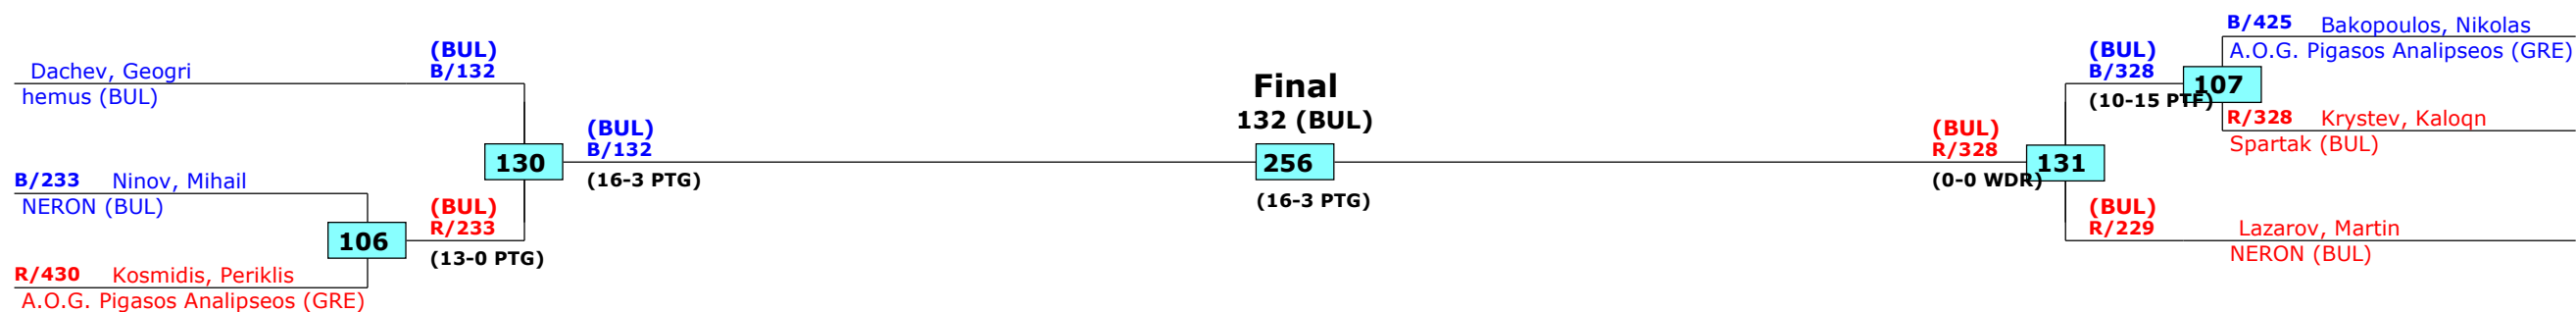 Dachev, Geogri
hemus (BUL)
(BUL)
B/132
B/233 Ninov, Mihail
NERON (BUL)
R/430 Kosmidis, Periklis
A.O.G. Pigasos Analipseos (GRE)
106
(BUL)
R/233
(13-0 PTG)
130
(BUL)
B/132
(16-3 PTG)
Final
132 (BUL)
256
(16-3 PTG)
(BUL)
R/328
(0-0 WDR)
131
(BUL)
B/328
(10-15 PTF)
107
B/425 Bakopoulos, Nikolas
A.O.G. Pigasos Analipseos (GRE)
R/328 Krystev, Kaloqn
Spartak (BUL)
(BUL)
R/229
Lazarov, Martin
NERON (BUL)